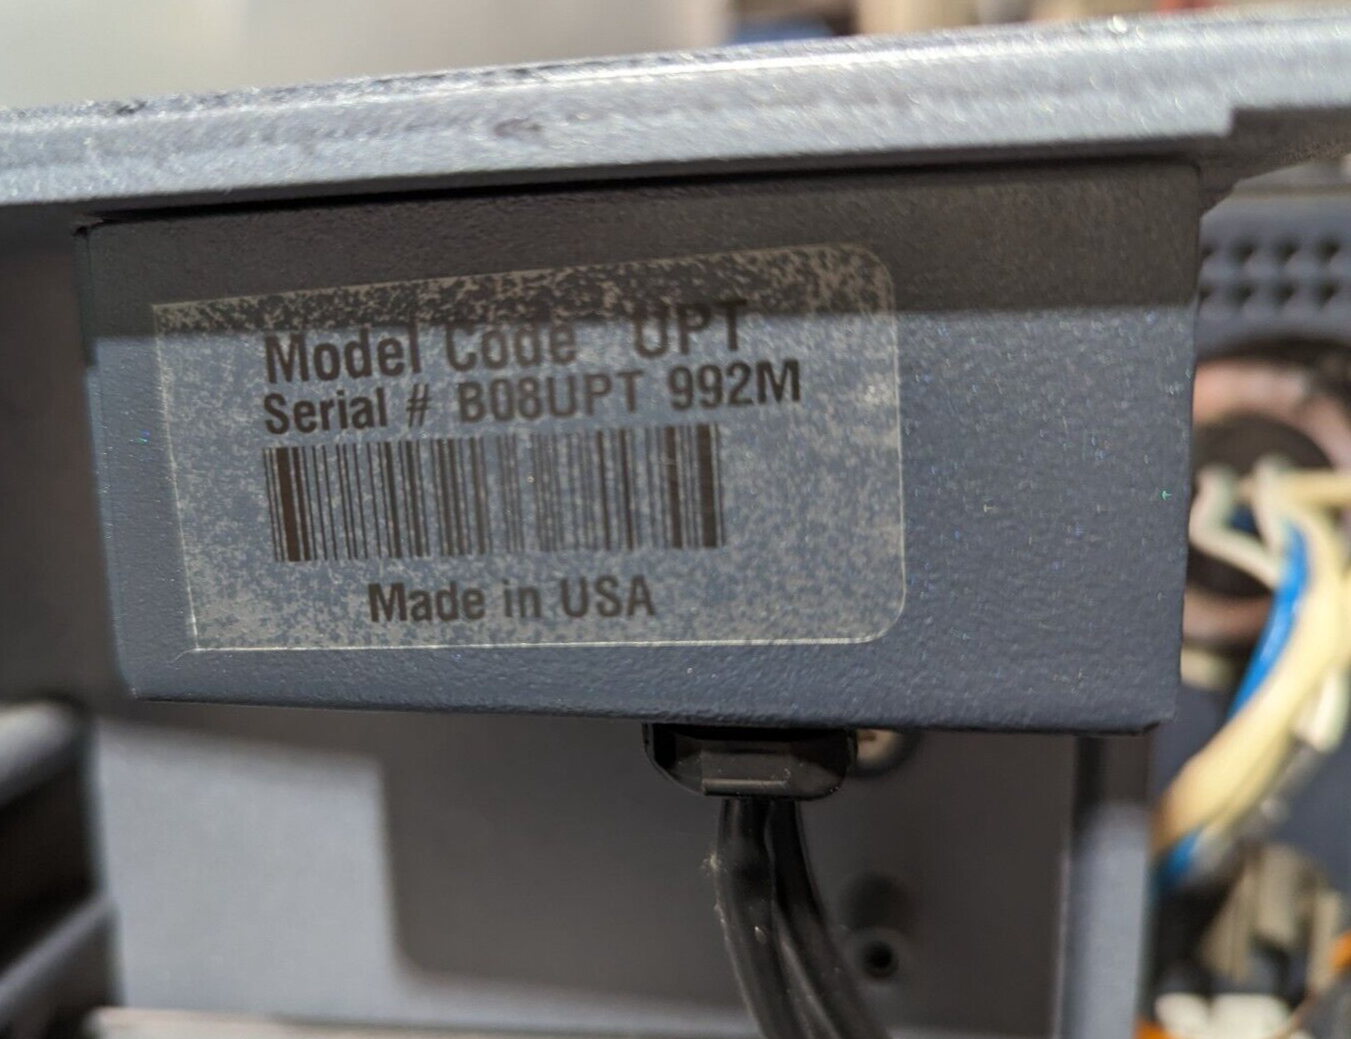 Model Code UPT
Serial # B08UPT 992M
Made in USA